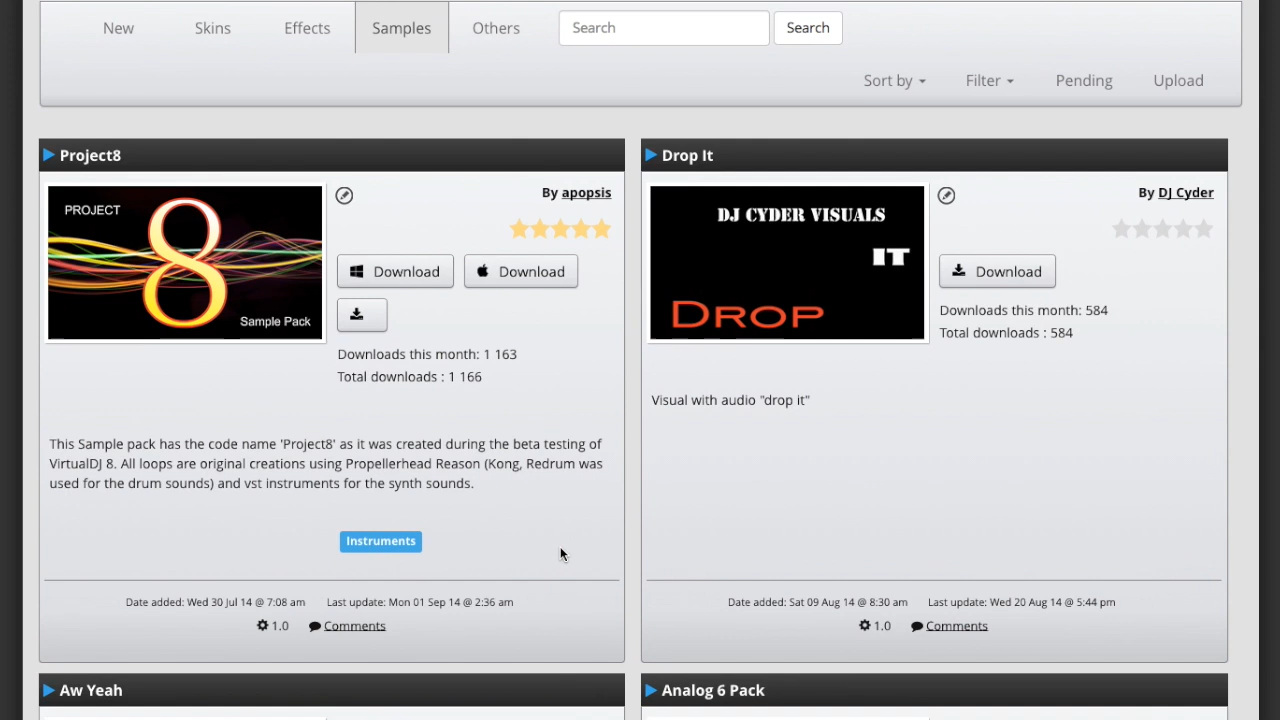 New Skins Effects Samples Others Search Search
Sort by Filter Pending Upload
Project8
PROJECT
8
Sample Pack
By apopsis
Download Download
Downloads this month: 1 163
Total downloads : 1 166
This Sample pack has the code name 'Project8' as it was created during the beta testing of
VirtualDJ 8. All loops are original creations using Propellerhead Reason (Kong, Redrum was
used for the drum sounds) and vst instruments for the synth sounds.
Instruments
Date added: Wed 30 Jul 14 @ 7:08 am Last update: Mon 01 Sep 14 @ 2:36 am
1.0 Comments
Drop It
DJ CYDER VISUALS
IT
DROP
By DJ Cyder
Download
Downloads this month: 584
Total downloads : 584
Visual with audio "drop it"
Date added: Sat 09 Aug 14 @ 8:30 am Last update: Wed 20 Aug 14 @ 5:44 pm
1.0 Comments
Aw Yeah
Analog 6 Pack